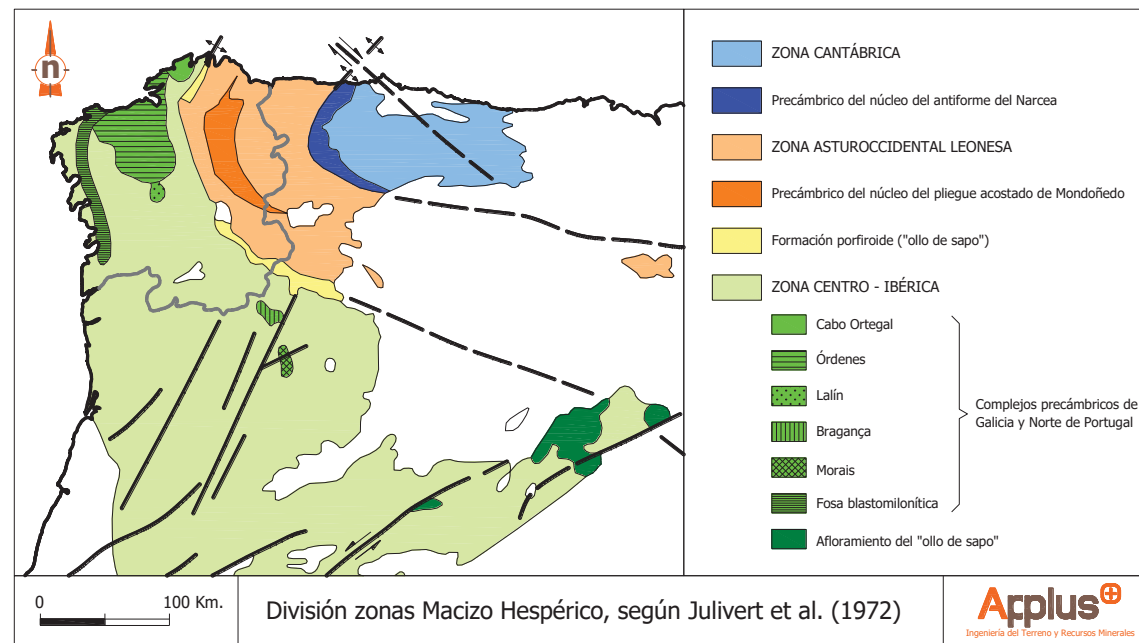 n
ZONA CANTÁBRICA
Precámbrico del núcleo del antiforme del Narcea
ZONA ASTUROCCIDENTAL LEONESA
Precámbrico del núcleo del pliegue acostado de Mondoñedo
Formación porfiroide ("ollo de sapo")
ZONA CENTRO - IBÉRICA
Cabo Ortegal
Órdenes
Lalín
Bragança
Morais
Fosa blastomilonítica
Complejos precámbricos de
Galicia y Norte de Portugal
Afloramiento del "ollo de sapo"
0 100 Km.
División zonas Macizo Hespérico, según Julivert et al. (1972)
Applus+
Ingeniería del Terreno y Recursos Minerales